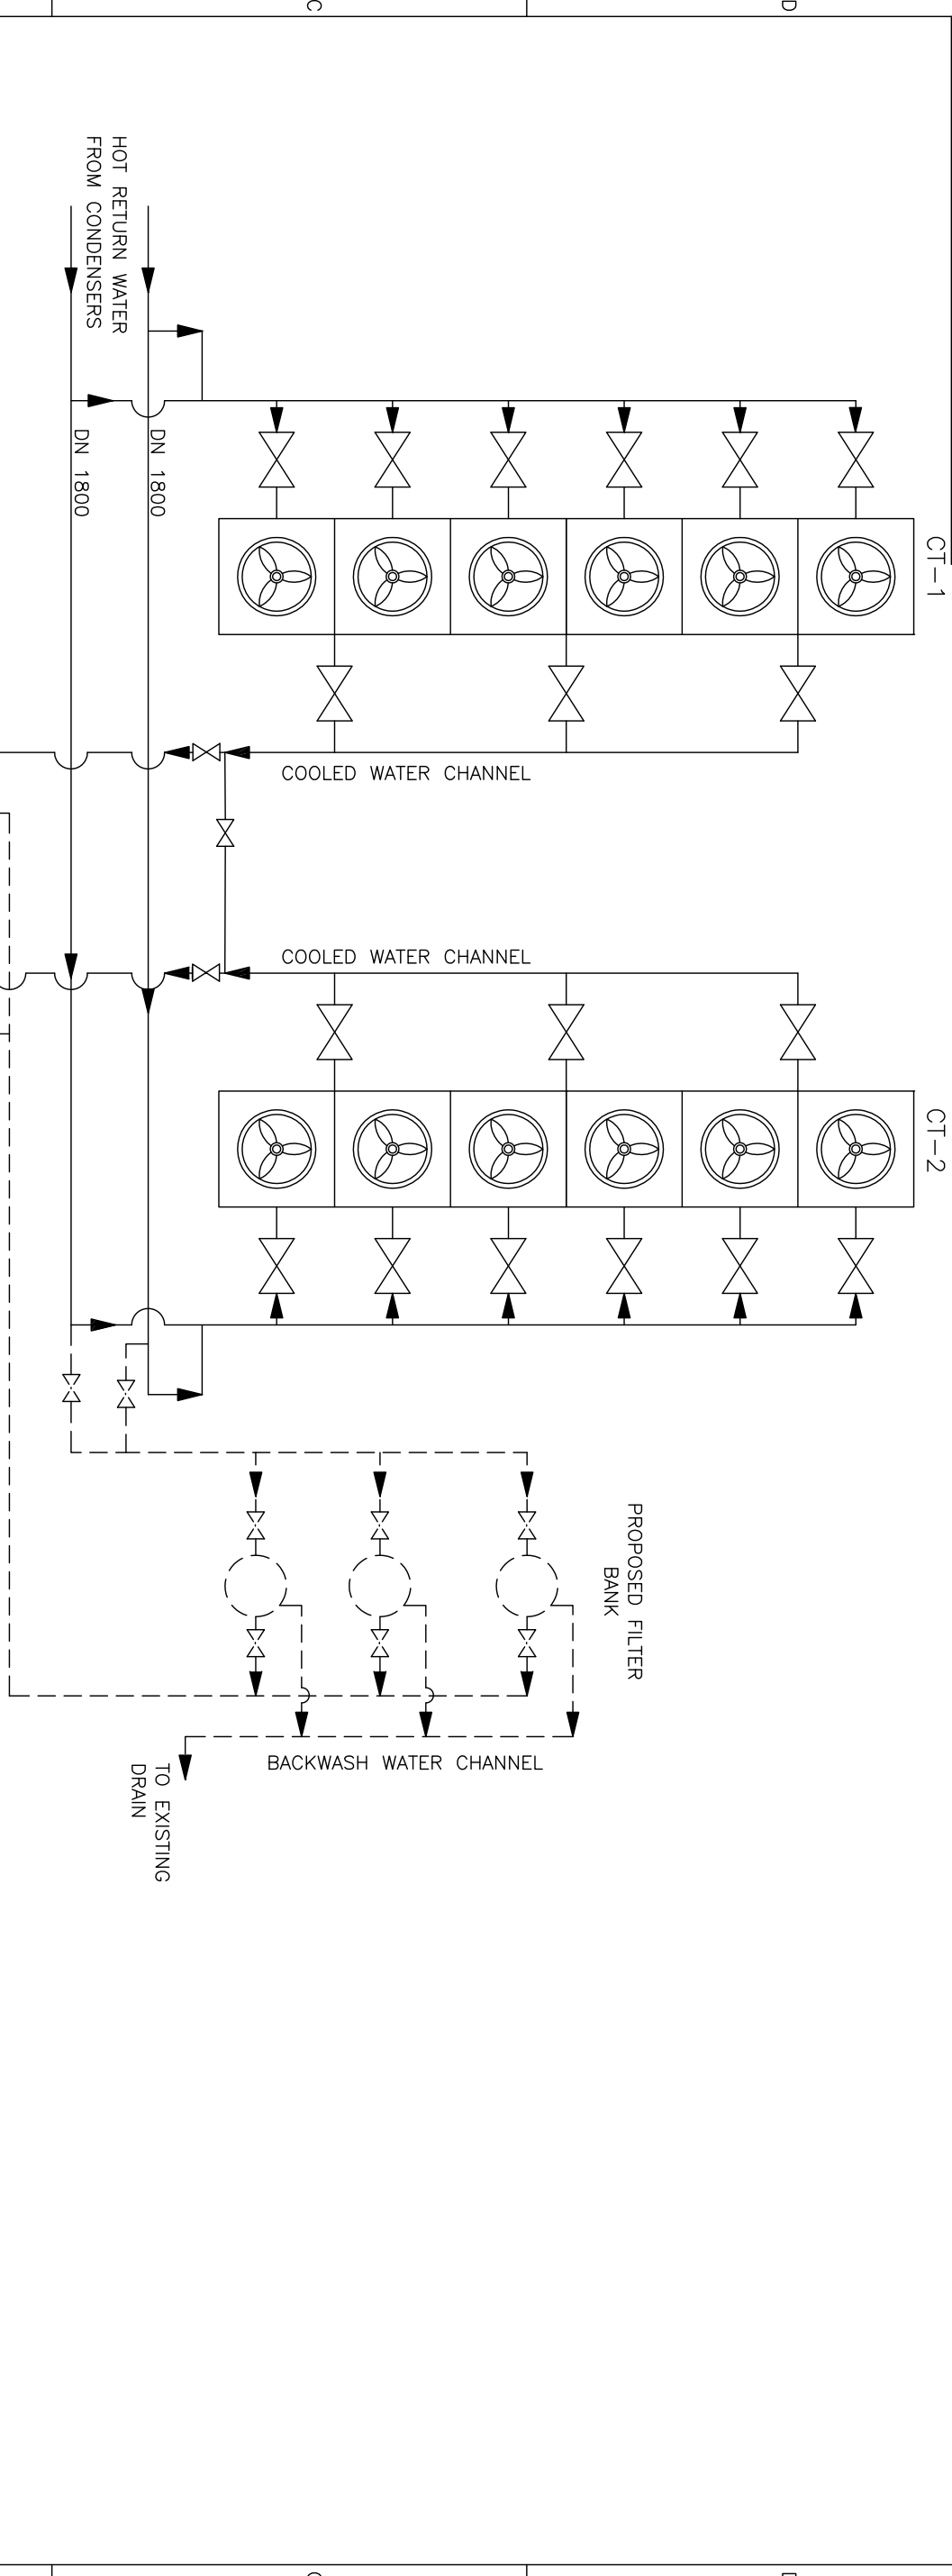 C
D
CT-1
CT-2
HOT RETURN WATER
FROM CONDENSERS
DN 1800
DN 1800
COOLED WATER CHANNEL
COOLED WATER CHANNEL
PROPOSED FILTER
BANK
BACKWASH WATER CHANNEL
TO EXISTING
DRAIN